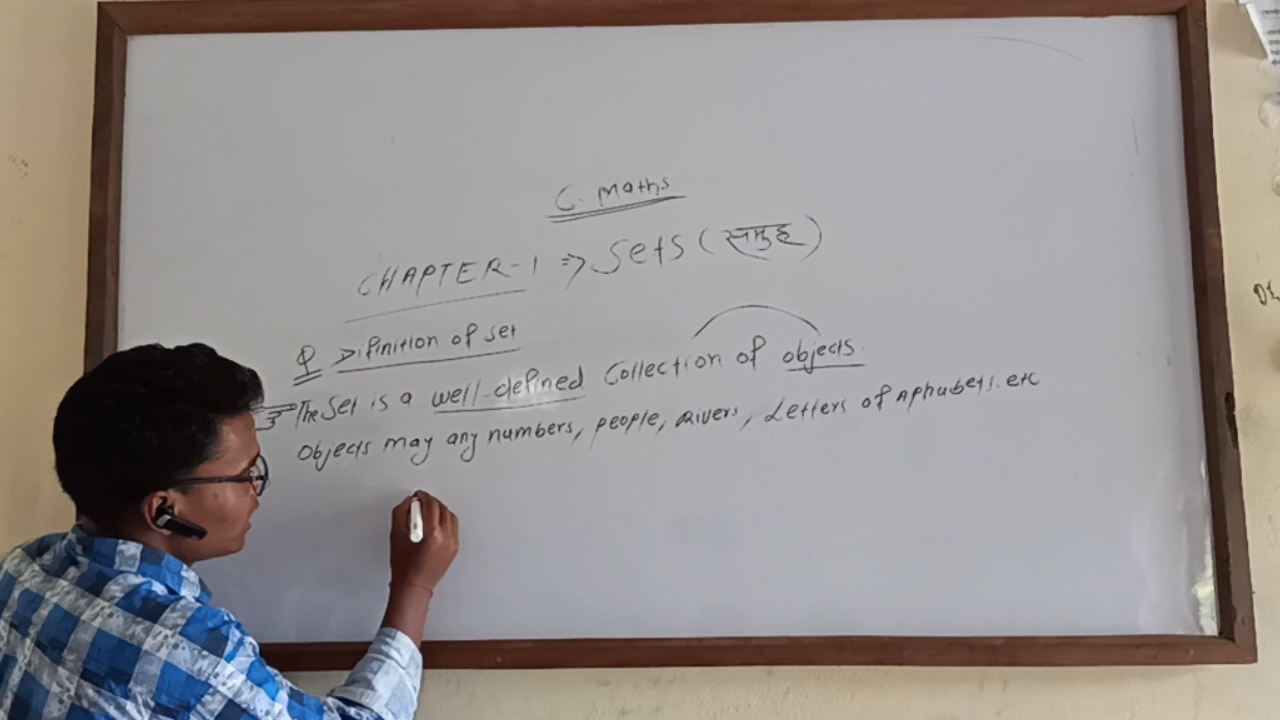 C. Maths
CHAPTER-1 => Sets (समुह)
Q Difinition of set
=> The Set is a well-defined Collection of objects.
Objects may any numbers, people, Rivers, Letters of Aphabets. etc